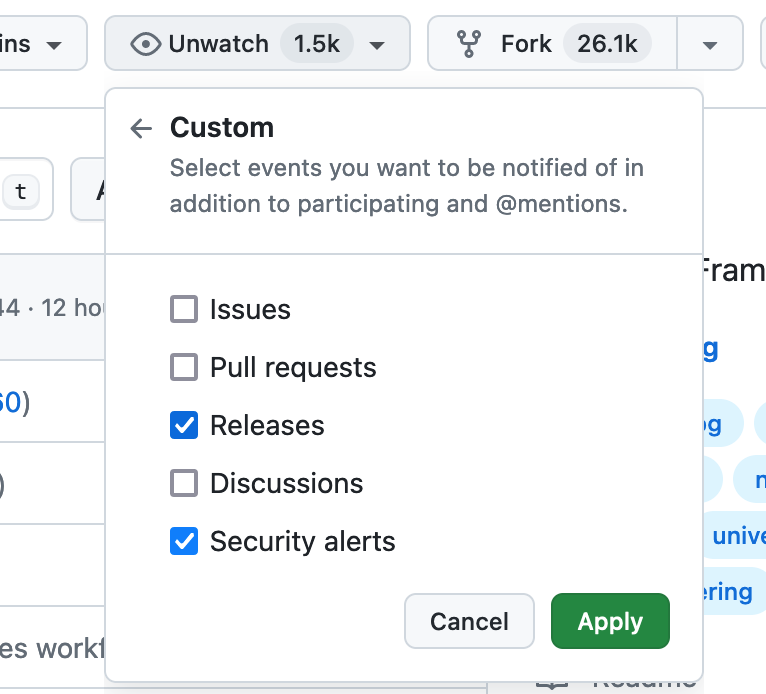 ins
Unwatch 1.5k
Fork 26.1k
Custom
Select events you want to be notified of in
addition to participating and @mentions.
t
Fram
44 · 12 hou
g
60)
og
Issues
Pull requests
Releases
Discussions
)
n
Security alerts
unive
ering
Cancel
Apply
es workf
Readme